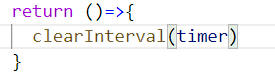 return ()=>{
  clearInterval(timer)
}